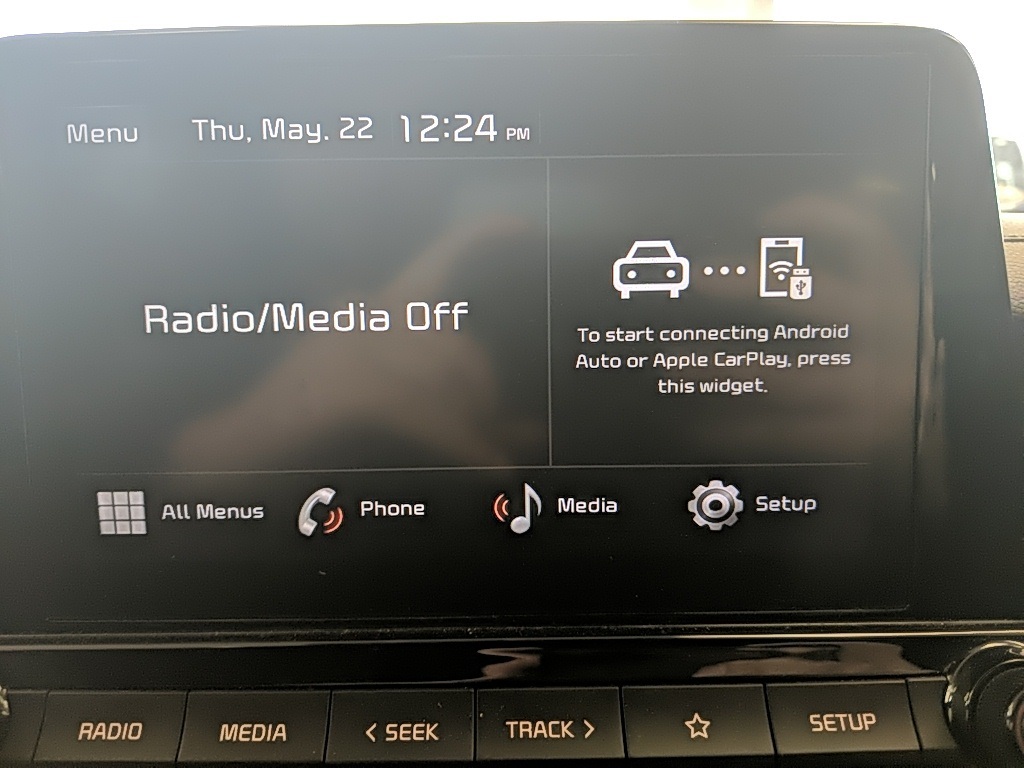 Menu Thu, May. 22 12:24 PM
Radio/Media Off
To start connecting Android
Auto or Apple CarPlay, press
this widget.
All Menus Phone Media Setup
RADIO MEDIA < SEEK TRACK > ☆ SETUP